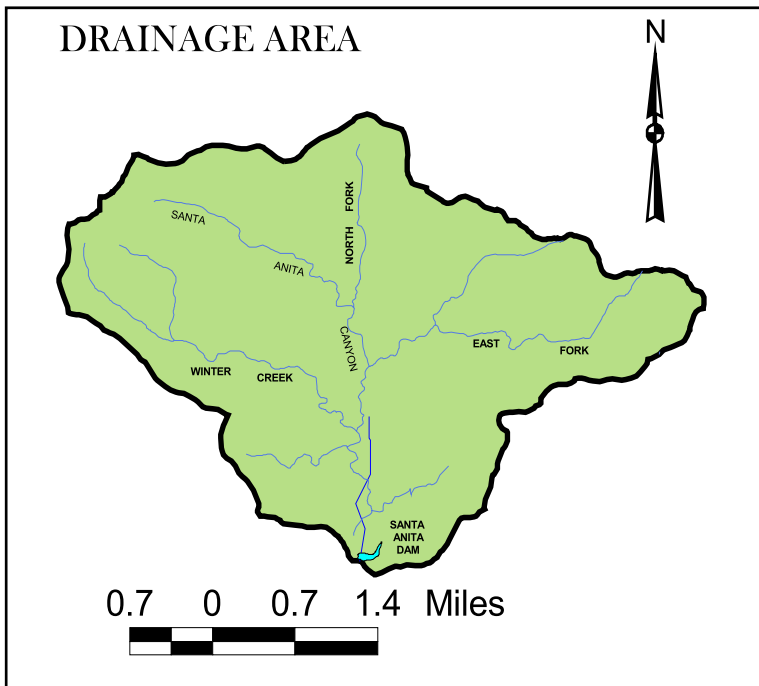 DRAINAGE AREA
N
SANTA
ANITA
CANYON
NORTH FORK
EAST FORK
WINTER CREEK
SANTA
ANITA
DAM
0.7 0 0.7 1.4 Miles